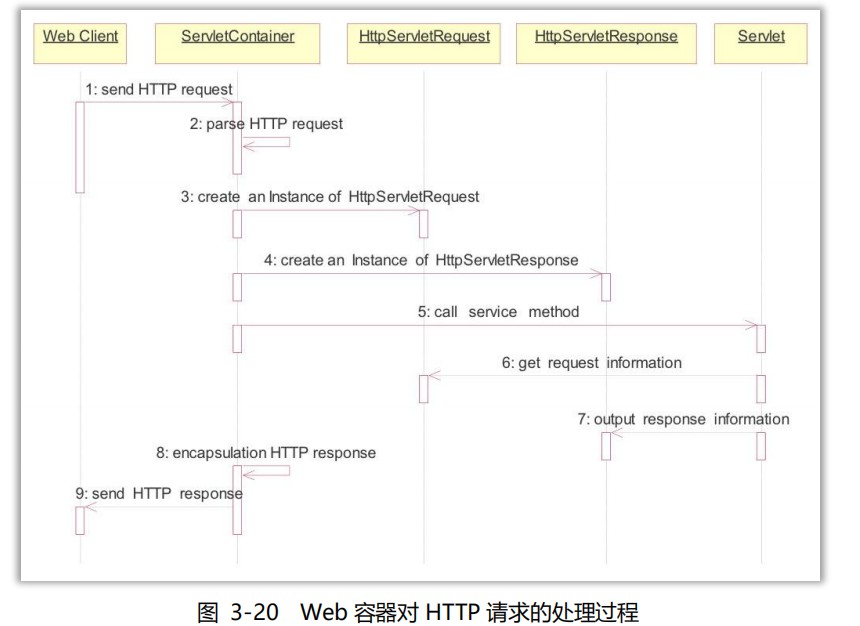 Web Client
ServletContainer
HttpServletRequest
HttpServletResponse
Servlet
1: send HTTP request
2: parse HTTP request
3: create an Instance of HttpServletRequest
4: create an Instance of HttpServletResponse
5: call service method
6: get request information
7: output response information
8: encapsulation HTTP response
9: send HTTP response
图 3-20 Web 容器对 HTTP 请求的处理过程